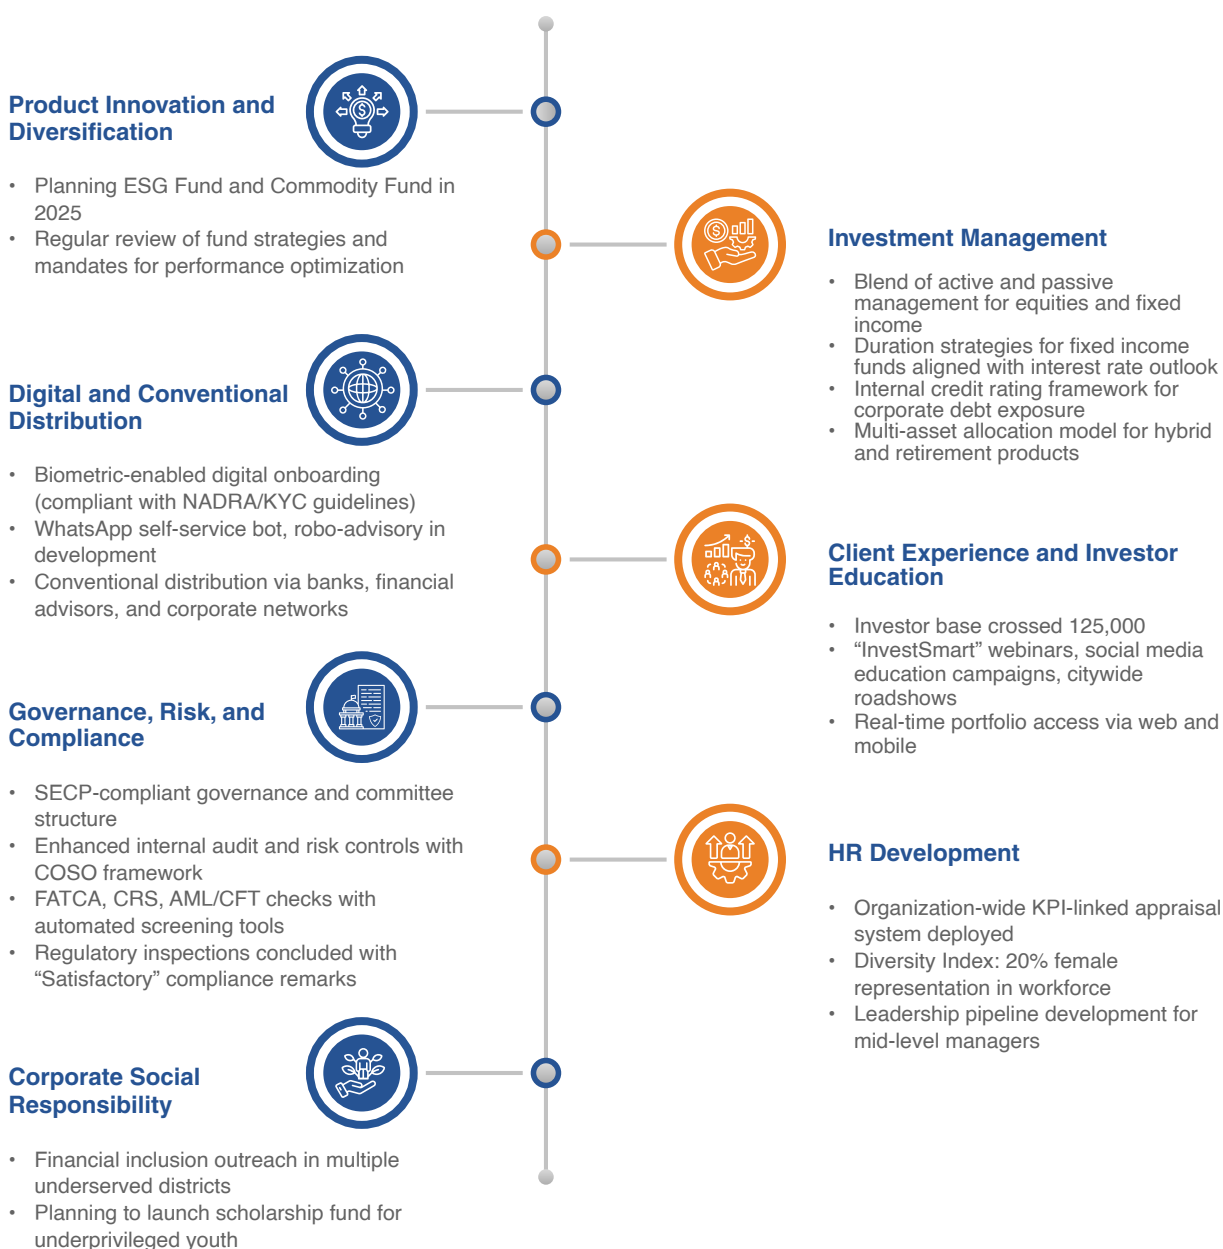 Product Innovation and
Diversification
• Planning ESG Fund and Commodity Fund in
2025
• Regular review of fund strategies and
mandates for performance optimization
Investment Management
• Blend of active and passive
management for equities and fixed
income
• Duration strategies for fixed income
funds aligned with interest rate outlook
• Internal credit rating framework for
corporate debt exposure
• Multi-asset allocation model for hybrid
and retirement products
Digital and Conventional
Distribution
• Biometric-enabled digital onboarding
(compliant with NADRA/KYC guidelines)
• WhatsApp self-service bot, robo-advisory in
development
• Conventional distribution via banks, financial
advisors, and corporate networks
Client Experience and Investor
Education
• Investor base crossed 125,000
• “InvestSmart” webinars, social media
education campaigns, citywide
roadshows
• Real-time portfolio access via web and
mobile
Governance, Risk, and
Compliance
• SECP-compliant governance and committee
structure
• Enhanced internal audit and risk controls with
COSO framework
• FATCA, CRS, AML/CFT checks with
automated screening tools
• Regulatory inspections concluded with
“Satisfactory” compliance remarks
HR Development
• Organization-wide KPI-linked appraisal
system deployed
• Diversity Index: 20% female
representation in workforce
• Leadership pipeline development for
mid-level managers
Corporate Social
Responsibility
• Financial inclusion outreach in multiple
underserved districts
• Planning to launch scholarship fund for
underprivileged youth